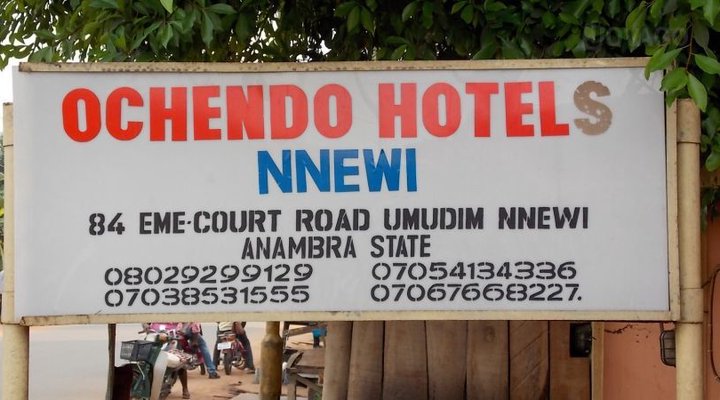 OCHENDO HOTELS
NNEWI
84 EME-COURT ROAD UMUDIM NNEWI
ANAMBRA STATE
08029299129 07054134336
07038531555 07067668227.